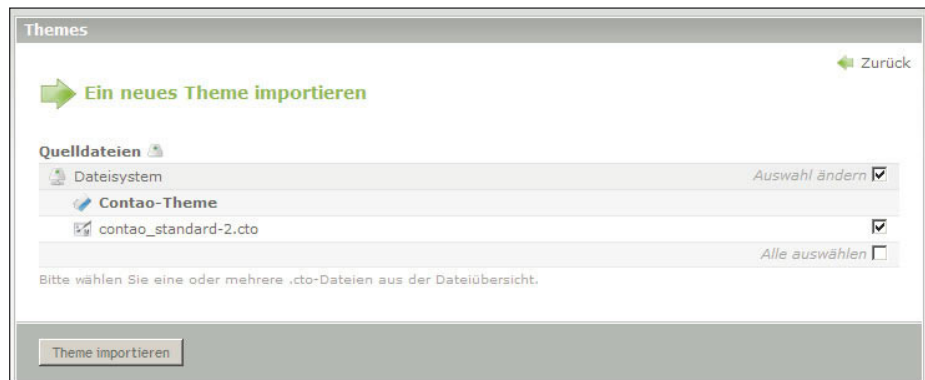 Themes
Zurück
Ein neues Theme importieren
Quelldateien
Dateisystem Auswahl ändern
Contao-Theme
contao_standard-2.cto
Alle auswählen
Bitte wählen Sie eine oder mehrere .cto-Dateien aus der Dateiübersicht.
Theme importieren